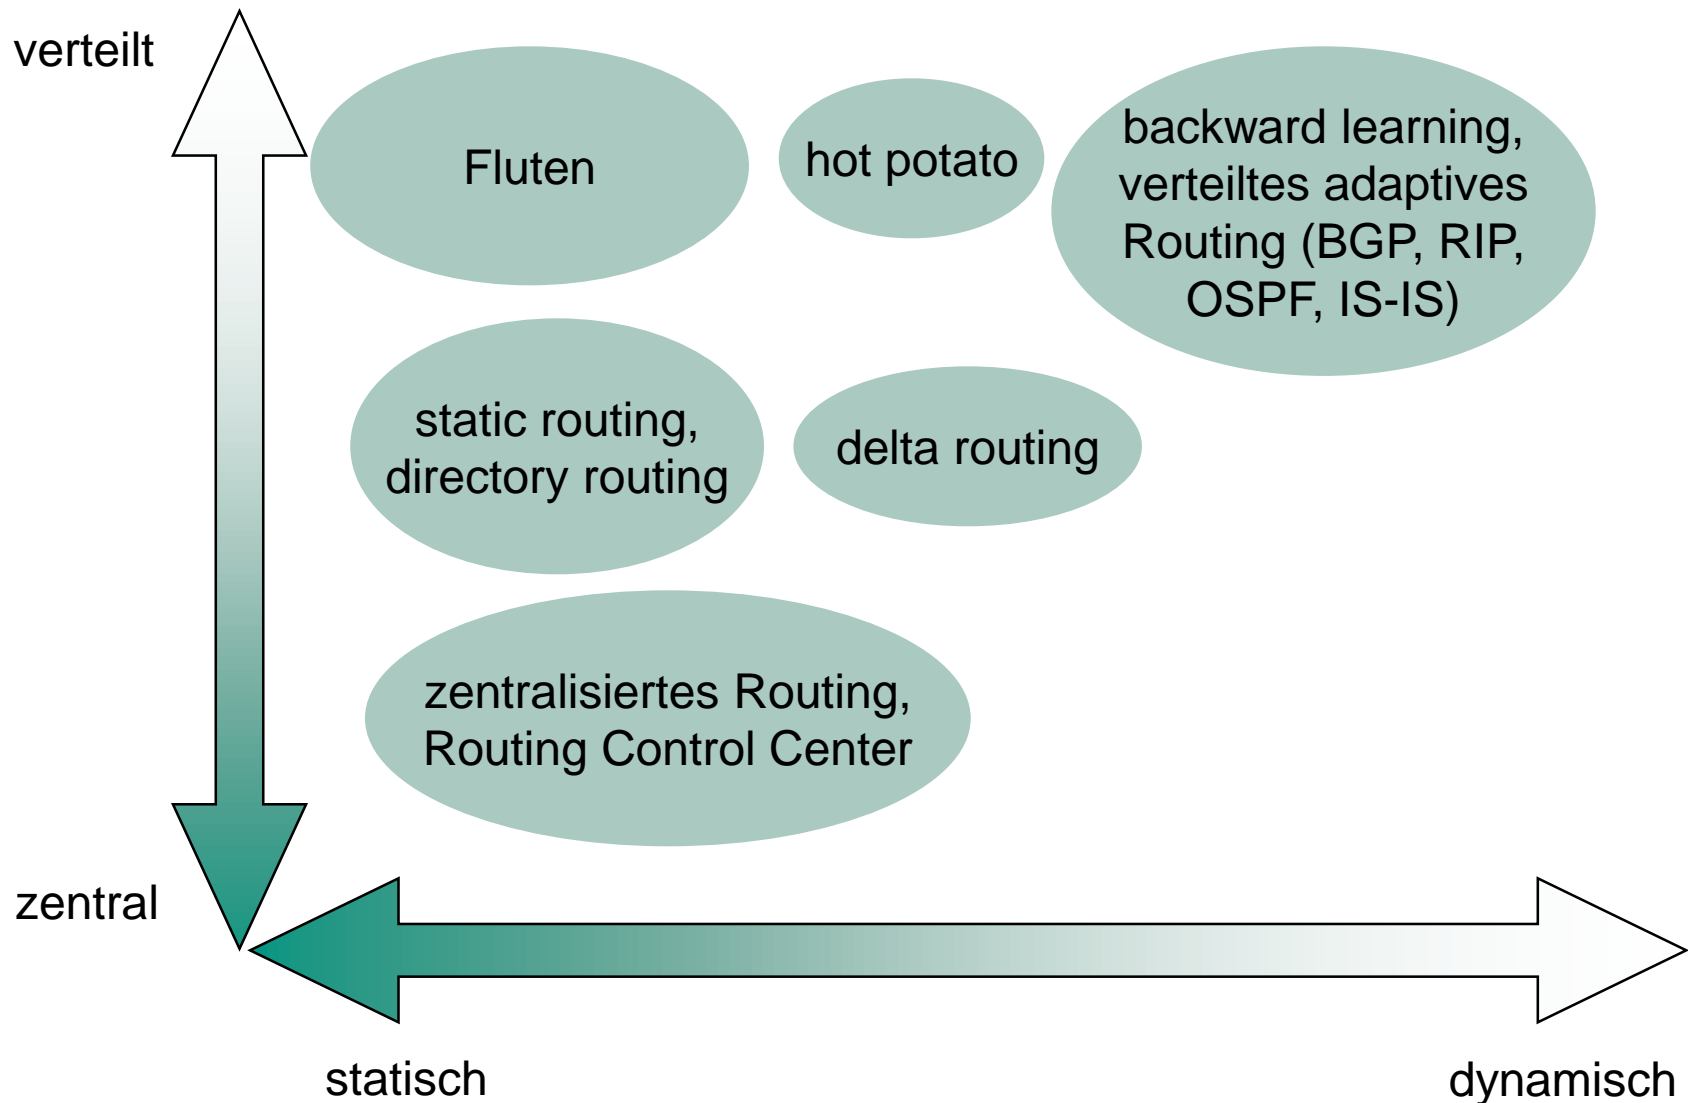 verteilt
Fluten
hot potato
backward learning,
verteiltes adaptives
Routing (BGP, RIP,
OSPF, IS-IS)
static routing,
directory routing
delta routing
zentralisiertes Routing,
Routing Control Center
zentral
statisch
dynamisch